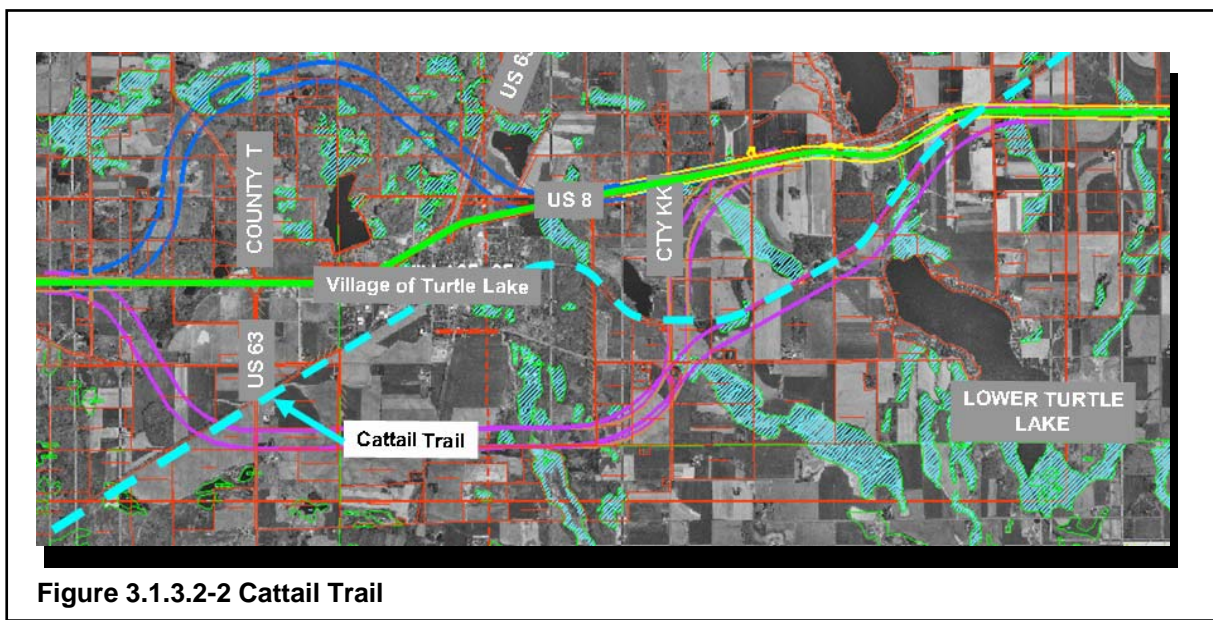 US 63
COUNTY T
US 8
CTY KK
Village of Turtle Lake
US 63
LOWER TURTLE
LAKE
Cattail Trail
Figure 3.1.3.2-2 Cattail Trail